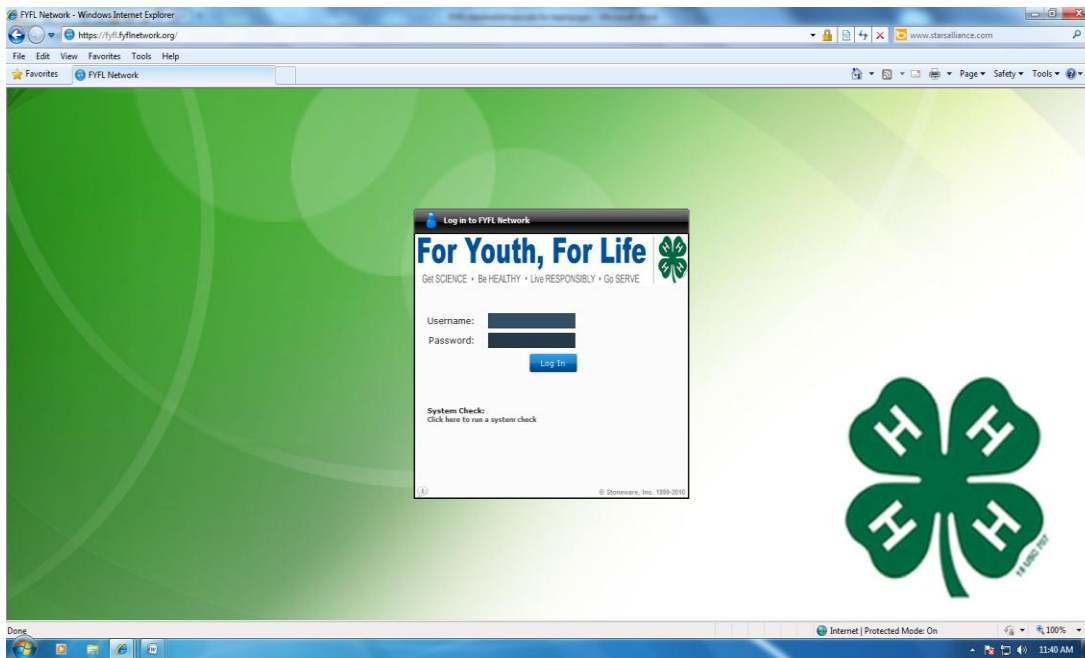 FYFL Network - Windows Internet Explorer
https://fyfl.fyflnetwork.org/
www.starsalliance.com
File Edit View Favorites Tools Help
Favorites FYFL Network
Page Safety Tools
Log in to FYFL Network
For Youth, For Life
Get SCIENCE • Be HEALTHY • Live RESPONSIBLY • Go SERVE
H H H H
Username:
Password:
Log In
System Check:
Click here to run a system check
© Stoneware, Inc. 1999-2010
H H
H H
18 USC 707
Done
Internet | Protected Mode: On
100%
11:40 AM